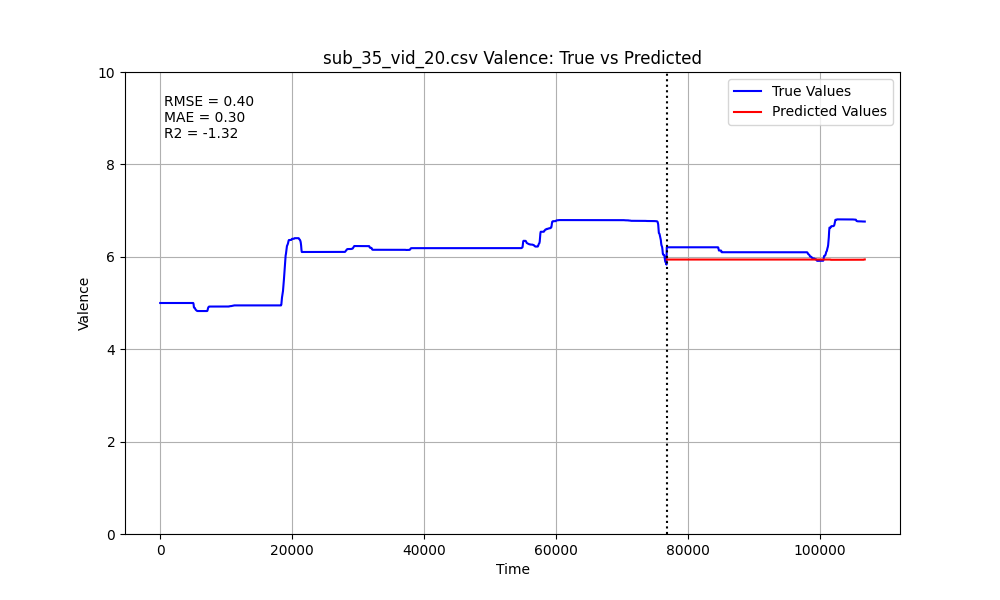 sub_35_vid_20.csv Valence: True vs Predicted
RMSE = 0.40
MAE = 0.30
R2 = -1.32
True Values
Predicted Values
10
8
6
4
2
0
Valence
0 20000 40000 60000 80000 100000
Time